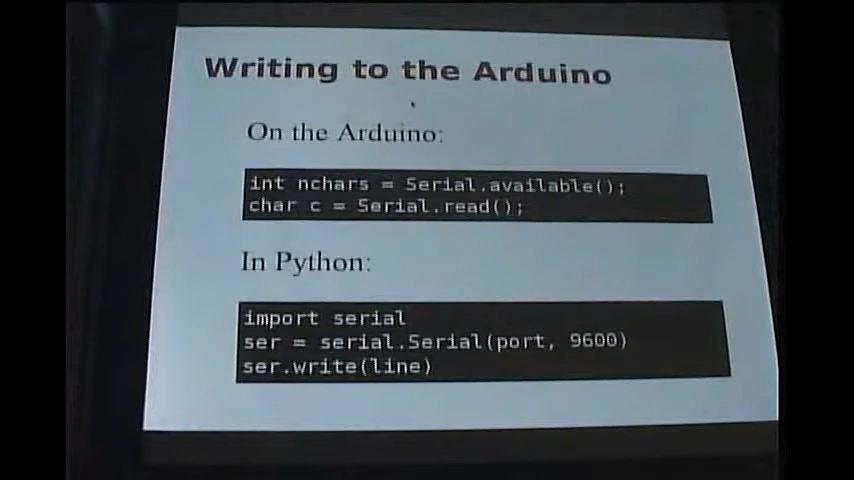 Writing to the Arduino
On the Arduino:
int nchars = Serial.available();
char c = Serial.read();
In Python:
import serial
ser = serial.Serial(port, 9600)
ser.write(line)